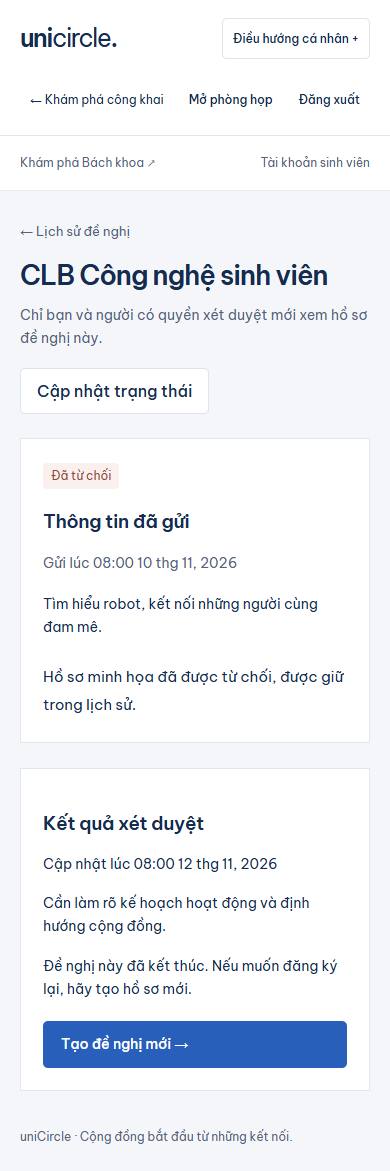 unicircle.
Điều hướng cá nhân +
← Khám phá công khai
Mở phòng họp
Đăng xuất
Khám phá Bách khoa ↗
Tài khoản sinh viên
← Lịch sử đề nghị
CLB Công nghệ sinh viên
Chỉ bạn và người có quyền xét duyệt mới xem hồ sơ
đề nghị này.
Cập nhật trạng thái
Đã từ chối
Thông tin đã gửi
Gửi lúc 08:00 10 thg 11, 2026
Tìm hiểu robot, kết nối những người cùng
đam mê.
Hồ sơ minh họa đã được từ chối, được giữ
trong lịch sử.
Kết quả xét duyệt
Cập nhật lúc 08:00 12 thg 11, 2026
Cần làm rõ kế hoạch hoạt động và định
hướng cộng đồng.
Đề nghị này đã kết thúc. Nếu muốn đăng ký
lại, hãy tạo hồ sơ mới.
Tạo đề nghị mới →
uniCircle · Cộng đồng bắt đầu từ những kết nối.